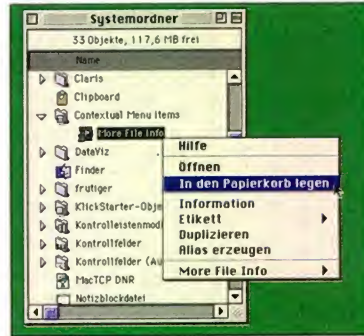 Systemordner
33 Objekte, 117,6 MB frei
Name
Claris
Clipboard
Contextual Menu Items
More File Info
DataViz
Finder
frutiger
KlickStarter-Obje
Kontrolleistenmodu
Kontrollfelder
Kontrollfelder (Au
MacTCP DNR
Notizblockdatei
Hilfe
Öffnen
In den Papierkorb legen
Information
Etikett
Duplizieren
Alias erzeugen
More File Info